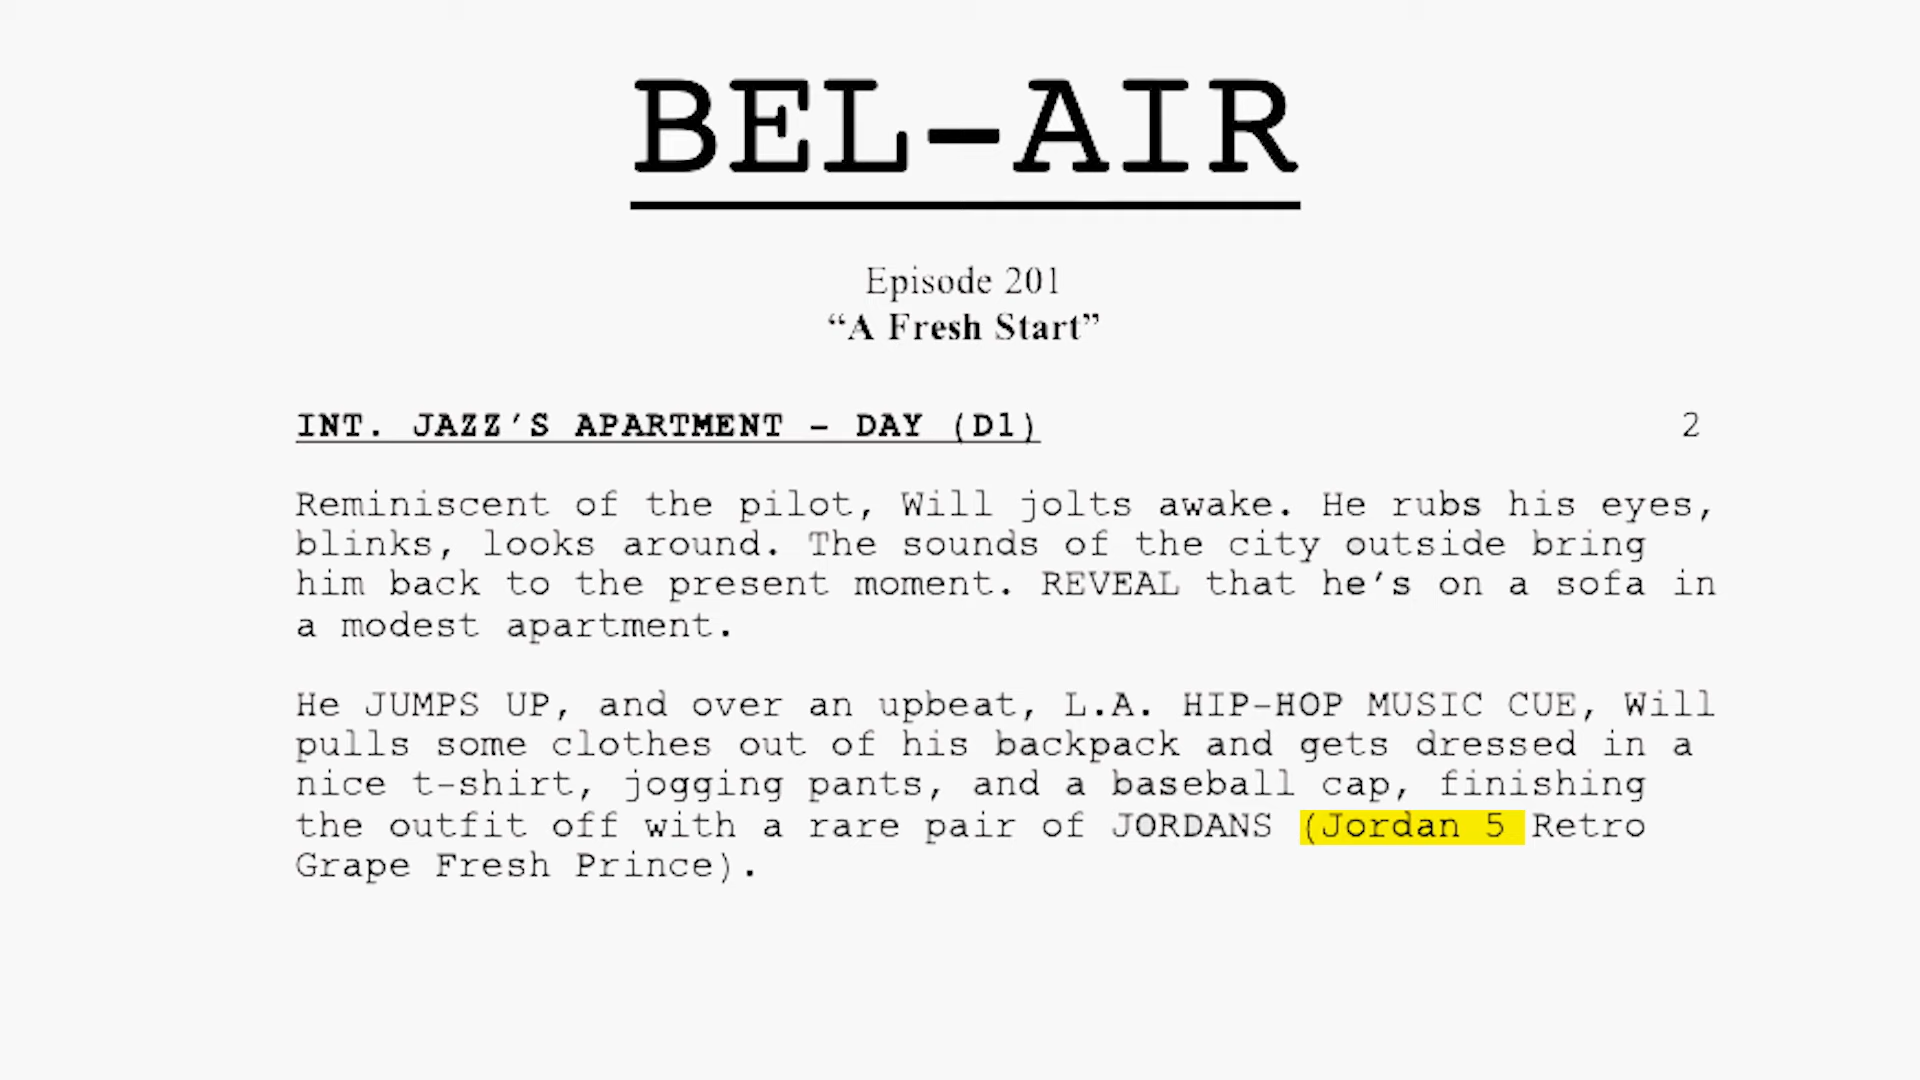 BEL-AIR
Episode 201
“A Fresh Start”
INT. JAZZ’S APARTMENT - DAY (D1) 2
Reminiscent of the pilot, Will jolts awake. He rubs his eyes,
blinks, looks around. The sounds of the city outside bring
him back to the present moment. REVEAL that he’s on a sofa in
a modest apartment.
He JUMPS UP, and over an upbeat, L.A. HIP-HOP MUSIC CUE, Will
pulls some clothes out of his backpack and gets dressed in a
nice t-shirt, jogging pants, and a baseball cap, finishing
the outfit off with a rare pair of JORDANS (Jordan 5 Retro
Grape Fresh Prince).